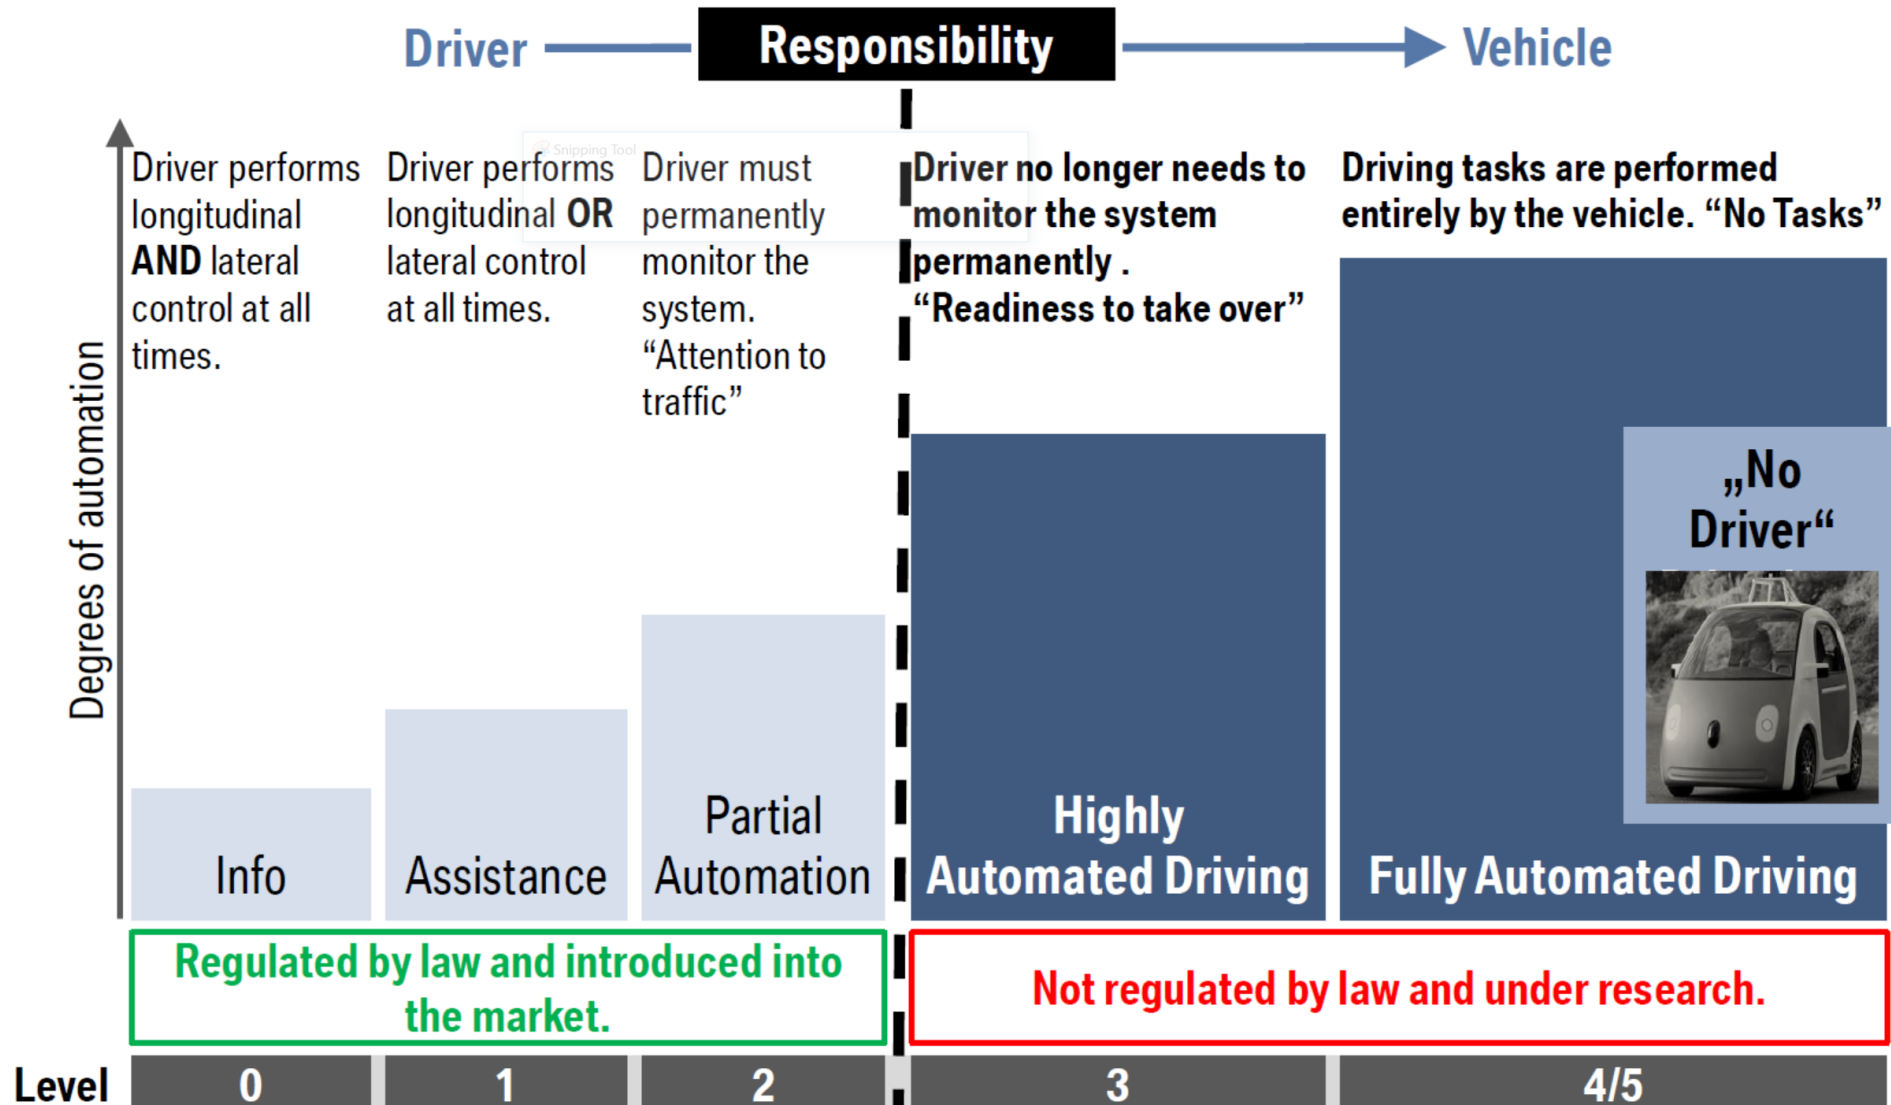 Driver
Responsibility
Vehicle
Snipping Tool
Driver performs
longitudinal
AND lateral
control at all
times.
Driver performs
longitudinal OR
lateral control
at all times.
Driver must
permanently
monitor the
system.
“Attention to
traffic”
Driver no longer needs to
monitor the system
permanently .
“Readiness to take over”
Driving tasks are performed
entirely by the vehicle. “No Tasks”
Degrees of automation
„No
Driver“
Info
Assistance
Partial
Automation
Highly
Automated Driving
Fully Automated Driving
Regulated by law and introduced into
the market.
Not regulated by law and under research.
Level 0 1 2 3 4/5